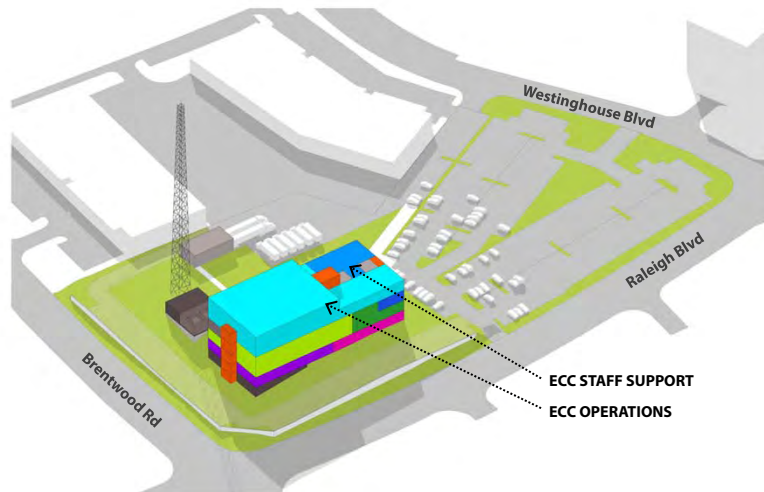 Westinghouse Blvd
Raleigh Blvd
Brentwood Rd
ECC STAFF SUPPORT
ECC OPERATIONS